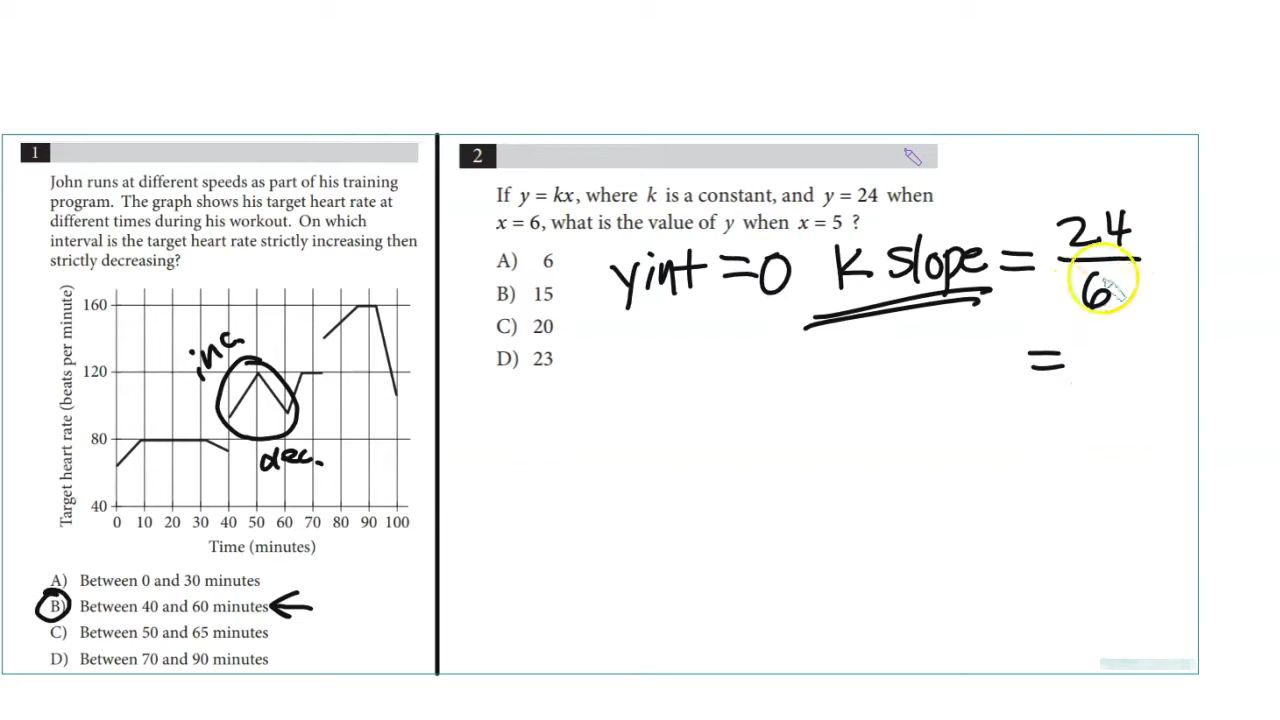 1
John runs at different speeds as part of his training
program. The graph shows his target heart rate at
different times during his workout. On which
interval is the target heart rate strictly increasing then
strictly decreasing?
Target heart rate (beats per minute)
160
120
80
40
inc.
dec.
0 10 20 30 40 50 60 70 80 90 100
Time (minutes)
A) Between 0 and 30 minutes
B) Between 40 and 60 minutes
C) Between 50 and 65 minutes
D) Between 70 and 90 minutes
2
If y = kx, where k is a constant, and y = 24 when
x = 6, what is the value of y when x = 5 ?
A) 6
B) 15
C) 20
D) 23
yint = 0 k slope = 24
6
=